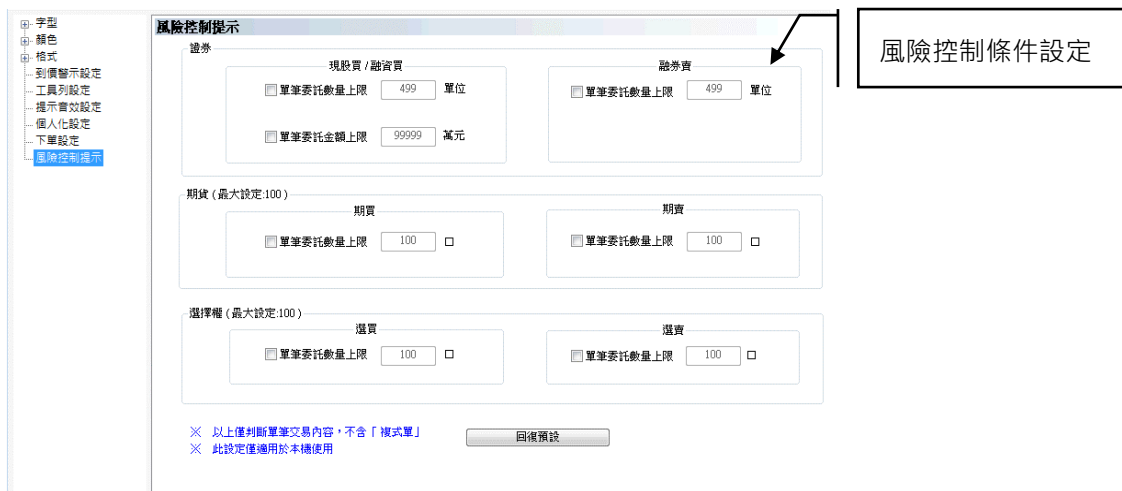 字型
顏色
格式
到價警示設定
工具列設定
提示音效設定
個人化設定
下單設定
風險控制提示
風險控制提示
風險控制條件設定
證券
現股買 / 融資買
單筆委託數量上限 499 單位
單筆委託金額上限 99999 萬元
融券賣
單筆委託數量上限 499 單位
期貨 ( 最大設定:100 )
期買
單筆委託數量上限 100 口
期賣
單筆委託數量上限 100 口
選擇權 ( 最大設定:100 )
選買
單筆委託數量上限 100 口
選賣
單筆委託數量上限 100 口
※ 以上僅判斷單筆交易內容，不含「 複式單」
※ 此設定僅適用於本機使用
回復預設